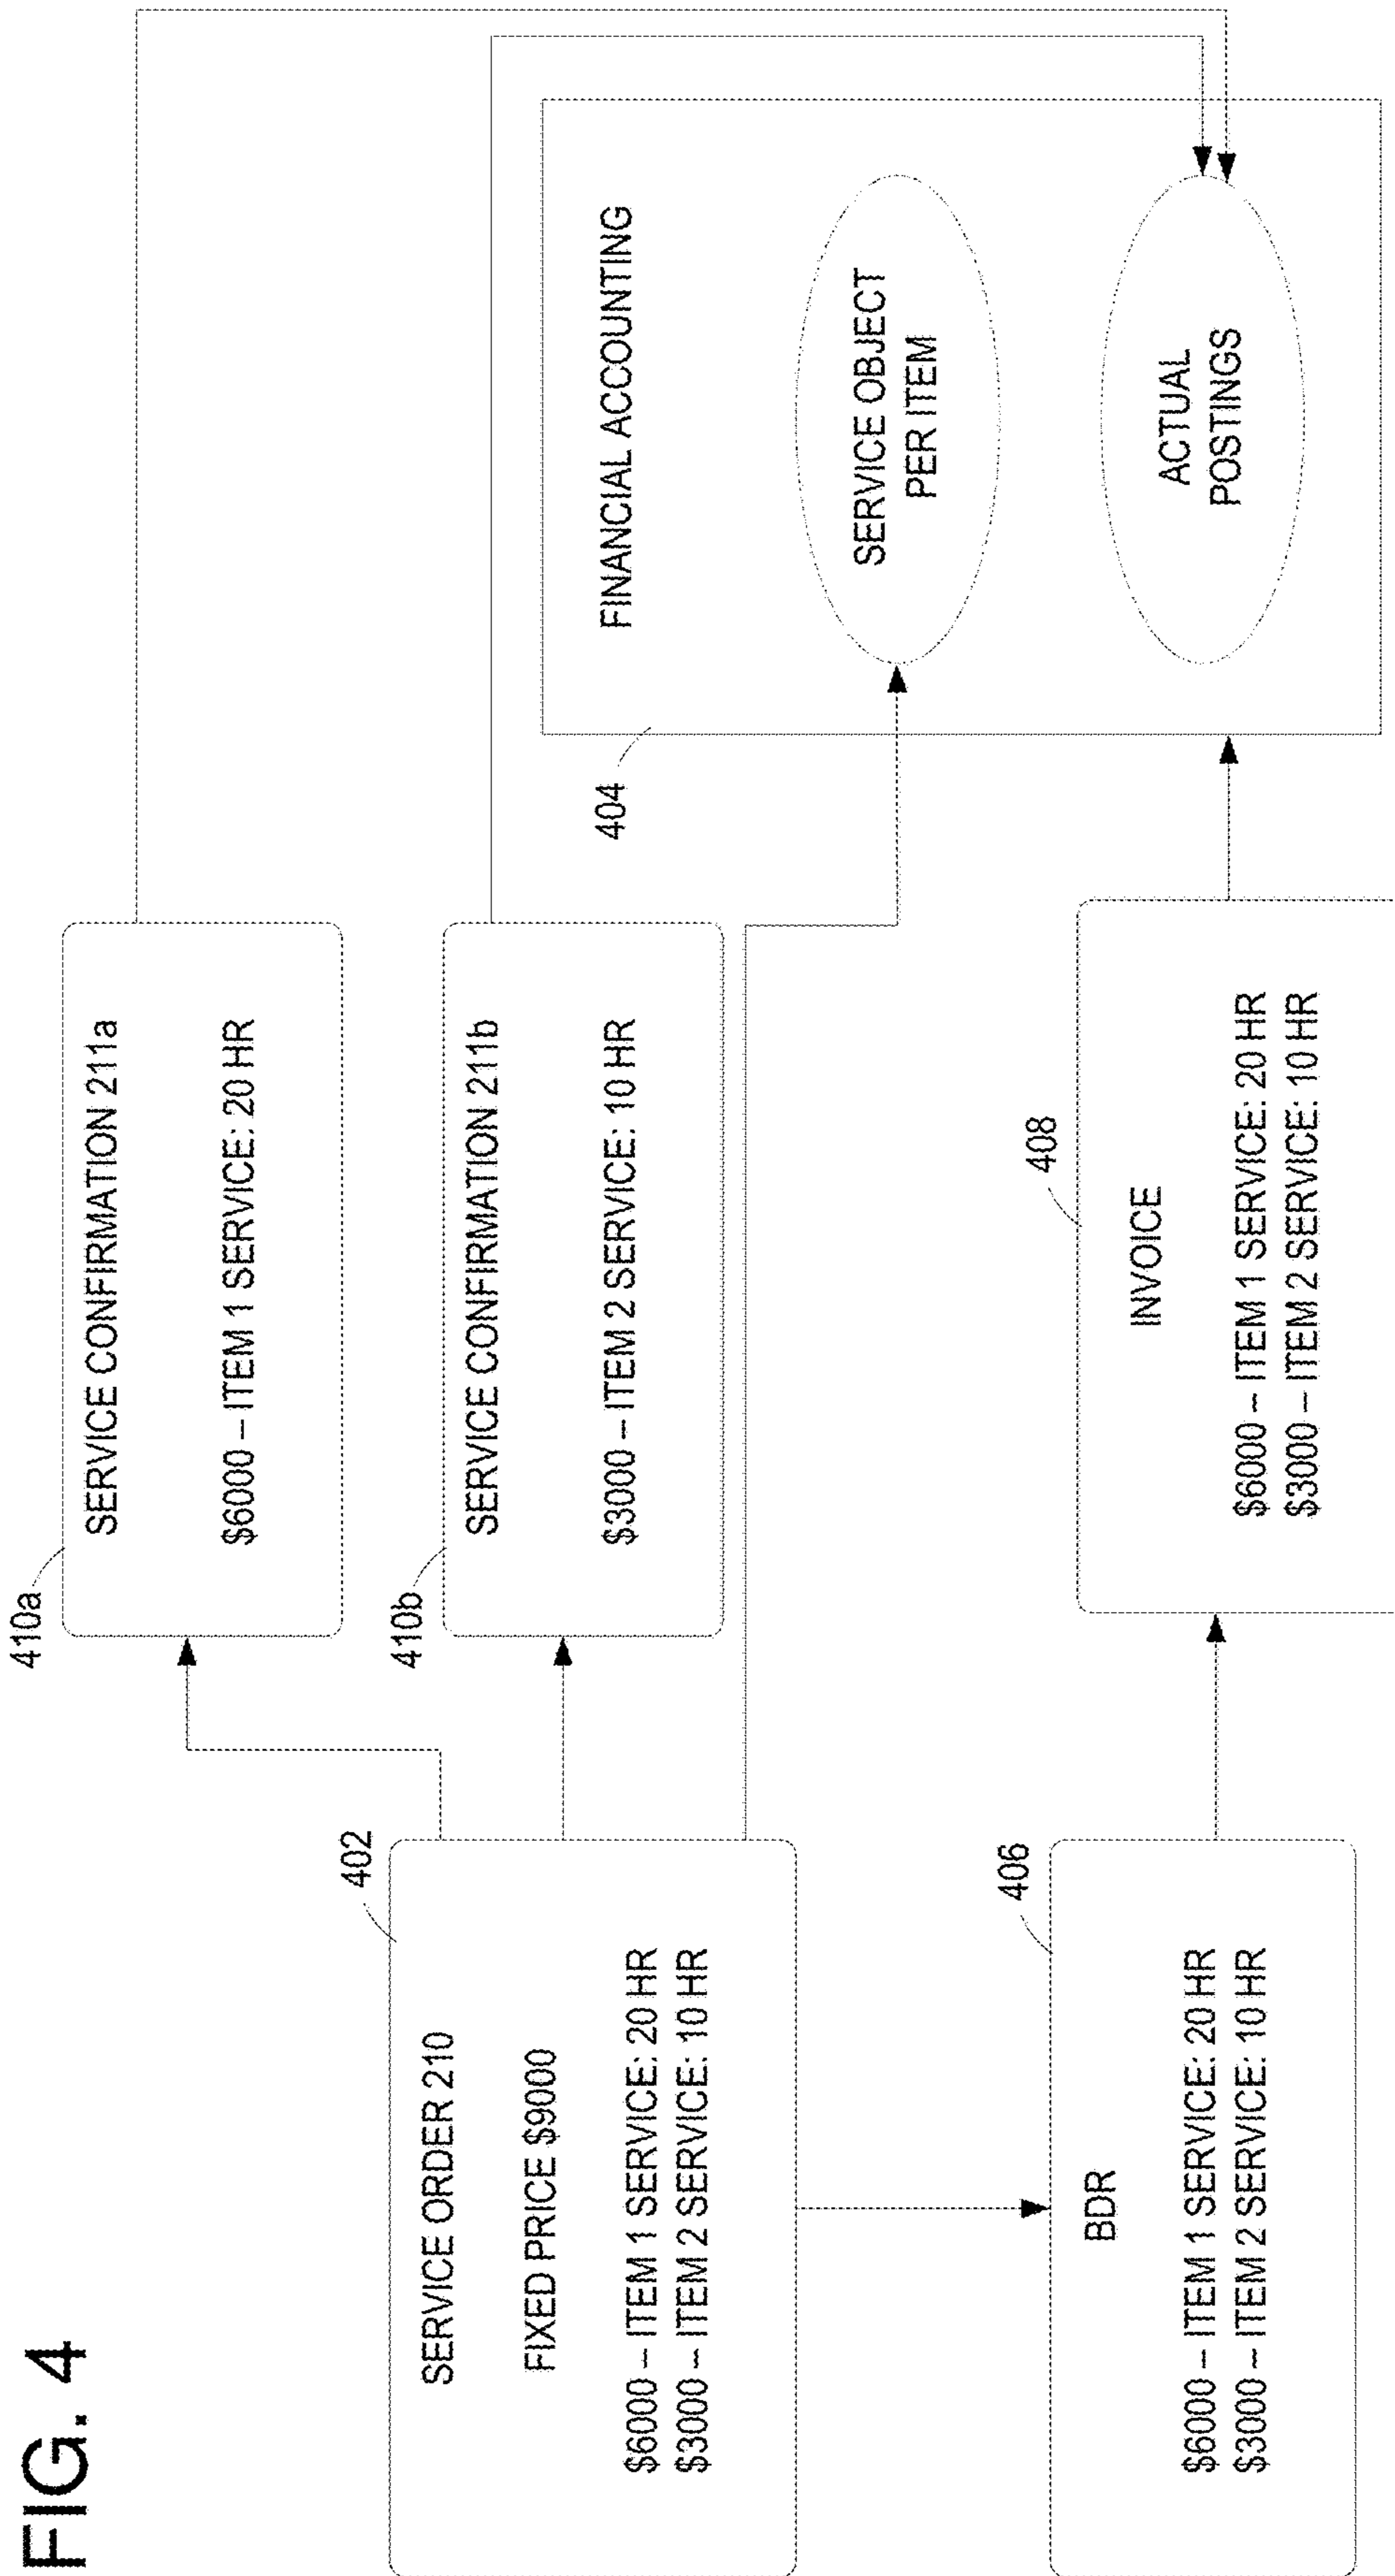 FIG. 4
410a
SERVICE CONFIRMATION 211a
$6000 – ITEM 1 SERVICE: 20 HR
402
SERVICE ORDER 210
FIXED PRICE $9000
$6000 – ITEM 1 SERVICE: 20 HR
$3000 – ITEM 2 SERVICE: 10 HR
410b
SERVICE CONFIRMATION 211b
$3000 – ITEM 2 SERVICE: 10 HR
404
FINANCIAL ACCOUNTING
SERVICE OBJECT
PER ITEM
ACTUAL
POSTINGS
406
BDR
$6000 – ITEM 1 SERVICE: 20 HR
$3000 – ITEM 2 SERVICE: 10 HR
408
INVOICE
$6000 – ITEM 1 SERVICE: 20 HR
$3000 – ITEM 2 SERVICE: 10 HR